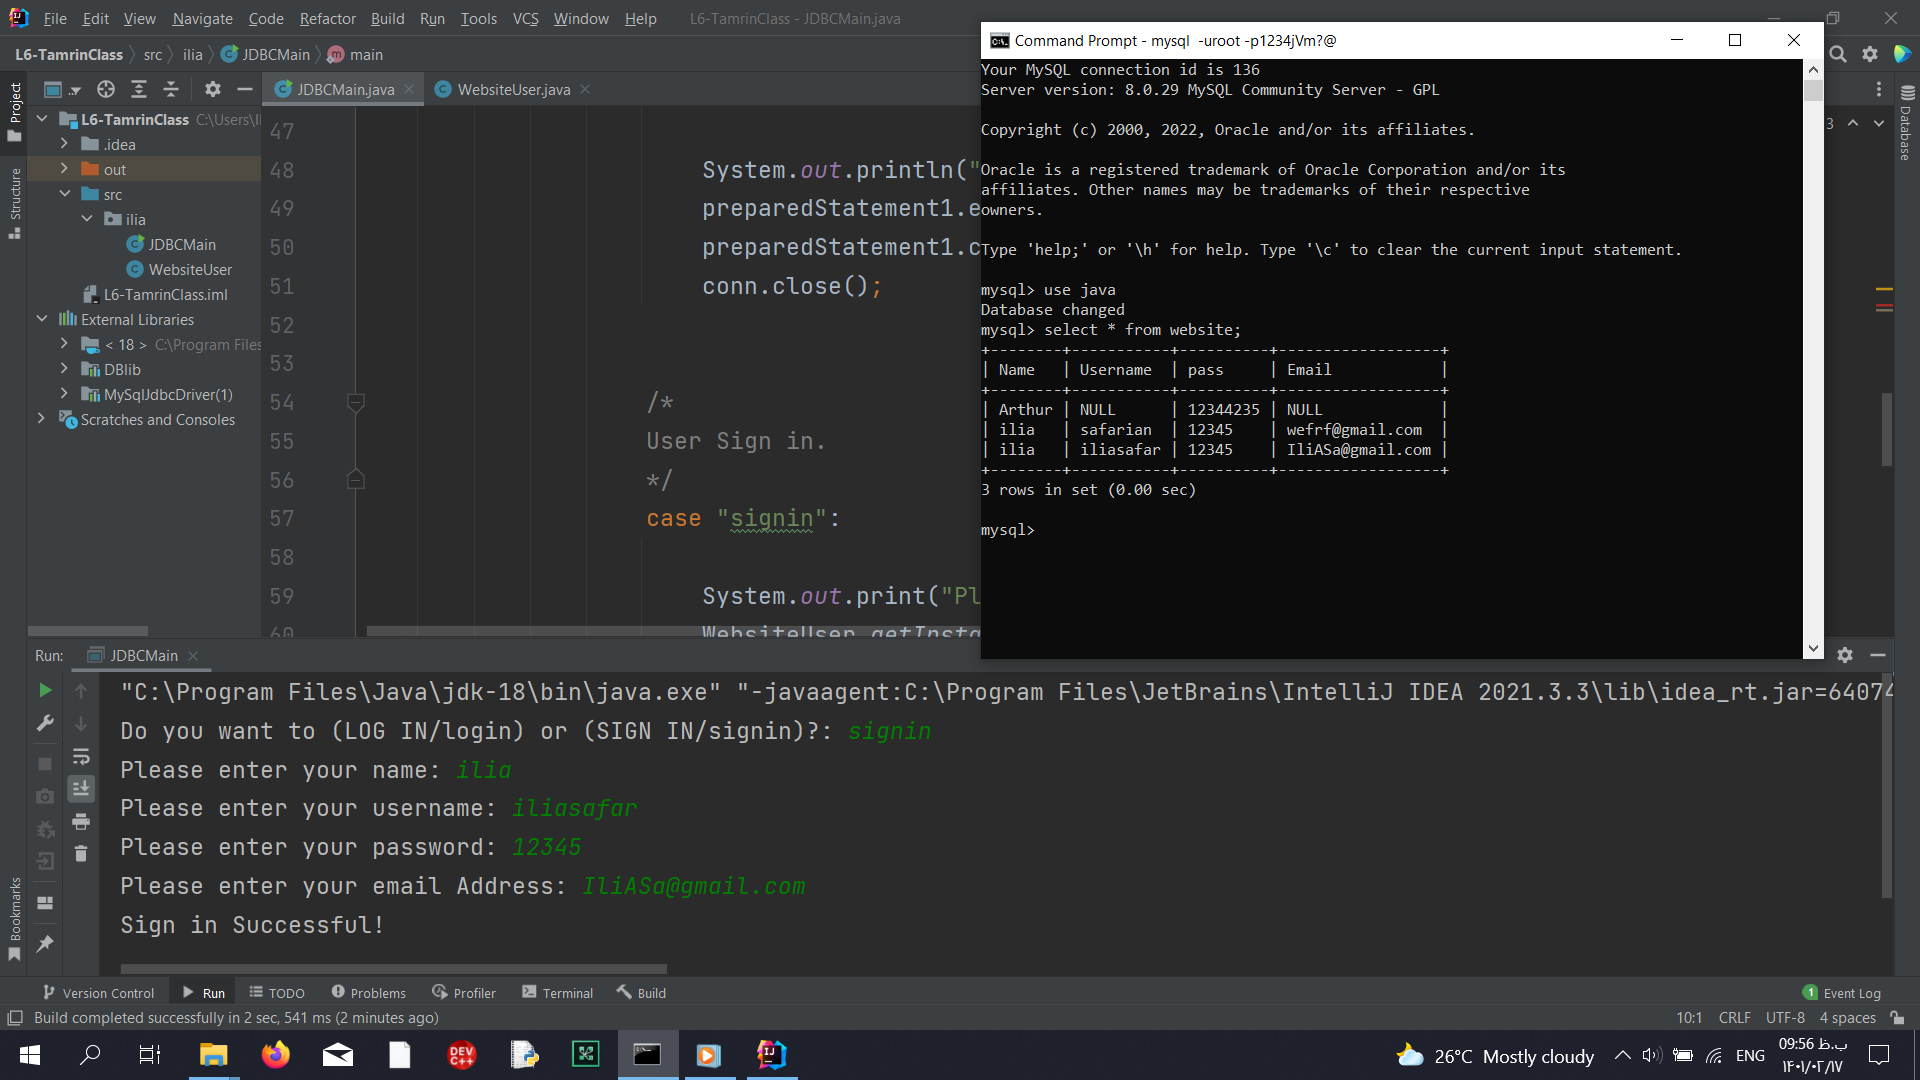 File Edit View Navigate Code Refactor Build Run Tools VCS Window Help L6-TamrinClass - JDBCMain.java
L6-TamrinClass src ilia JDBCMain main
JDBCMain.java WebsiteUser.java
Project
Structure
Bookmarks
L6-TamrinClass C:\Users\I
.idea
out
src
ilia
JDBCMain
WebsiteUser
L6-TamrinClass.iml
External Libraries
< 18 > C:\Program Files
DBlib
MySqlJdbcDriver(1)
Scratches and Consoles
47
48 System.out.println("
49 preparedStatement1.e
50 preparedStatement1.c
51 conn.close();
52
53
54 /*
55 User Sign in.
56 */
57 case "signin":
58
59 System.out.print("Pl
60 WebsiteUser.getInsta
Command Prompt - mysql  -uroot -p1234jVm?@
Your MySQL connection id is 136
Server version: 8.0.29 MySQL Community Server - GPL
Copyright (c) 2000, 2022, Oracle and/or its affiliates.
Oracle is a registered trademark of Oracle Corporation and/or its
affiliates. Other names may be trademarks of their respective
owners.
Type 'help;' or '\h' for help. Type '\c' to clear the current input statement.
mysql> use java
Database changed
mysql> select * from website;
+--------+-----------+----------+------------------+
| Name   | Username  | pass     | Email            |
+--------+-----------+----------+------------------+
| Arthur | NULL      | 12344235 | NULL             |
| ilia   | safarian  | 12345    | wefrf@gmail.com  |
| ilia   | iliasafar | 12345    | IliASa@gmail.com |
+--------+-----------+----------+------------------+
3 rows in set (0.00 sec)
mysql>
3
Database
Run: JDBCMain
"C:\Program Files\Java\jdk-18\bin\java.exe" "-javaagent:C:\Program Files\JetBrains\IntelliJ IDEA 2021.3.3\lib\idea_rt.jar=64074
Do you want to (LOG IN/login) or (SIGN IN/signin)?: signin
Please enter your name: ilia
Please enter your username: iliasafar
Please enter your password: 12345
Please enter your email Address: IliASa@gmail.com
Sign in Successful!
Version Control Run TODO Problems Profiler Terminal Build 1 Event Log
Build completed successfully in 2 sec, 541 ms (2 minutes ago) 10:1 CRLF UTF-8 4 spaces
DEV C++
IJ
26°C Mostly cloudy ENG
09:56 ب.ظ
۱۴۰۱/۰۲/۱۷